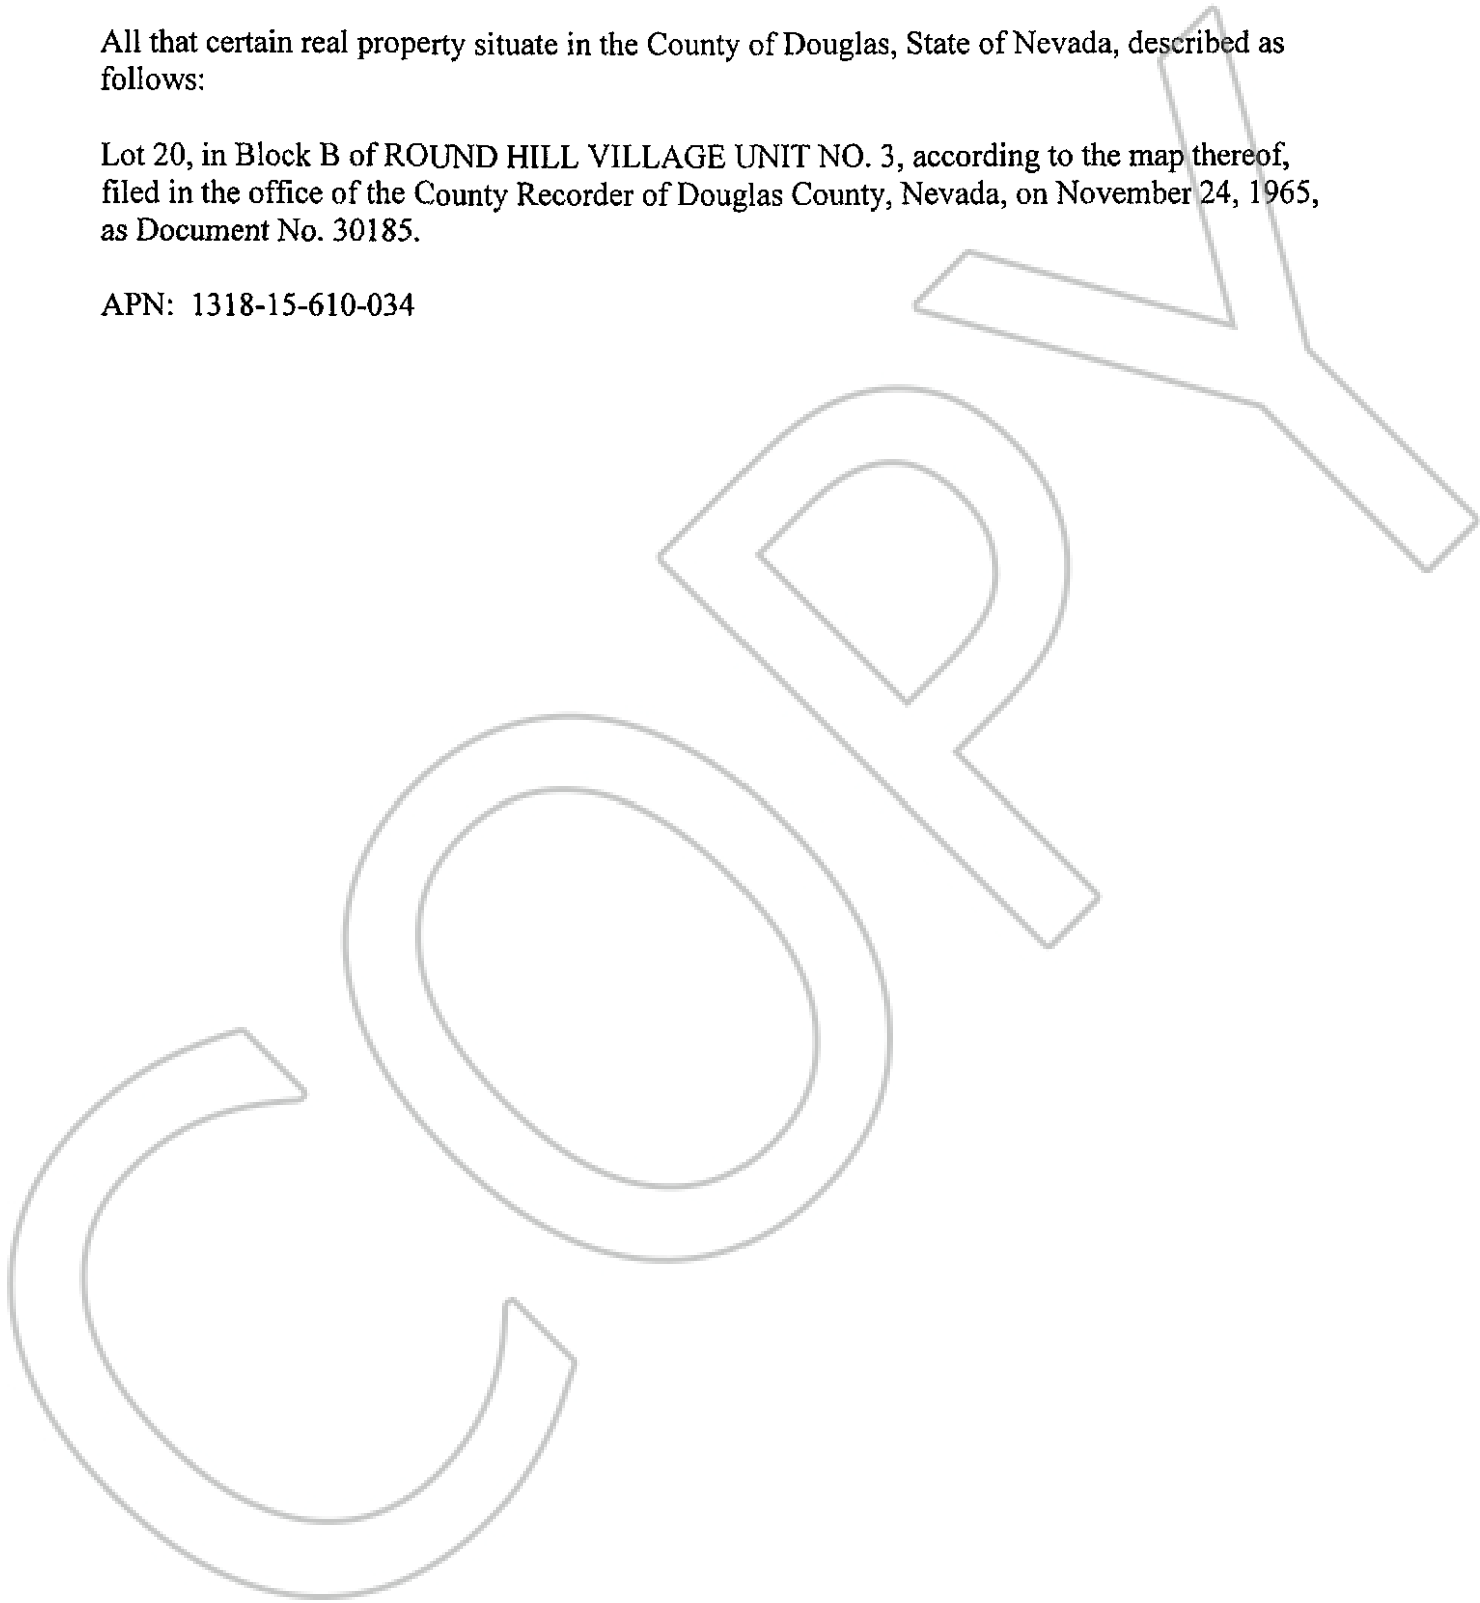 All that certain real property situate in the County of Douglas, State of Nevada, described as
follows:
Lot 20, in Block B of ROUND HILL VILLAGE UNIT NO. 3, according to the map thereof,
filed in the office of the County Recorder of Douglas County, Nevada, on November 24, 1965,
as Document No. 30185.
APN: 1318-15-610-034
COPY